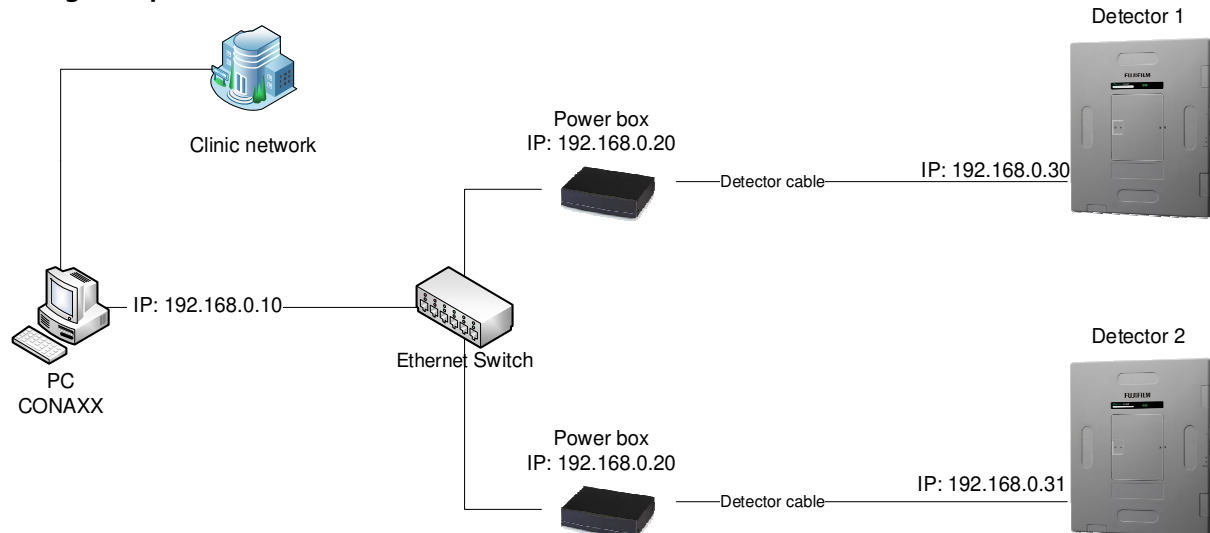 Detector 1
FUJIFILM
Clinic network
Power box
IP: 192.168.0.20
Detector cable
IP: 192.168.0.30
IP: 192.168.0.10
Ethernet Switch
PC
CONAXX
Detector 2
FUJIFILM
Power box
IP: 192.168.0.20
Detector cable
IP: 192.168.0.31